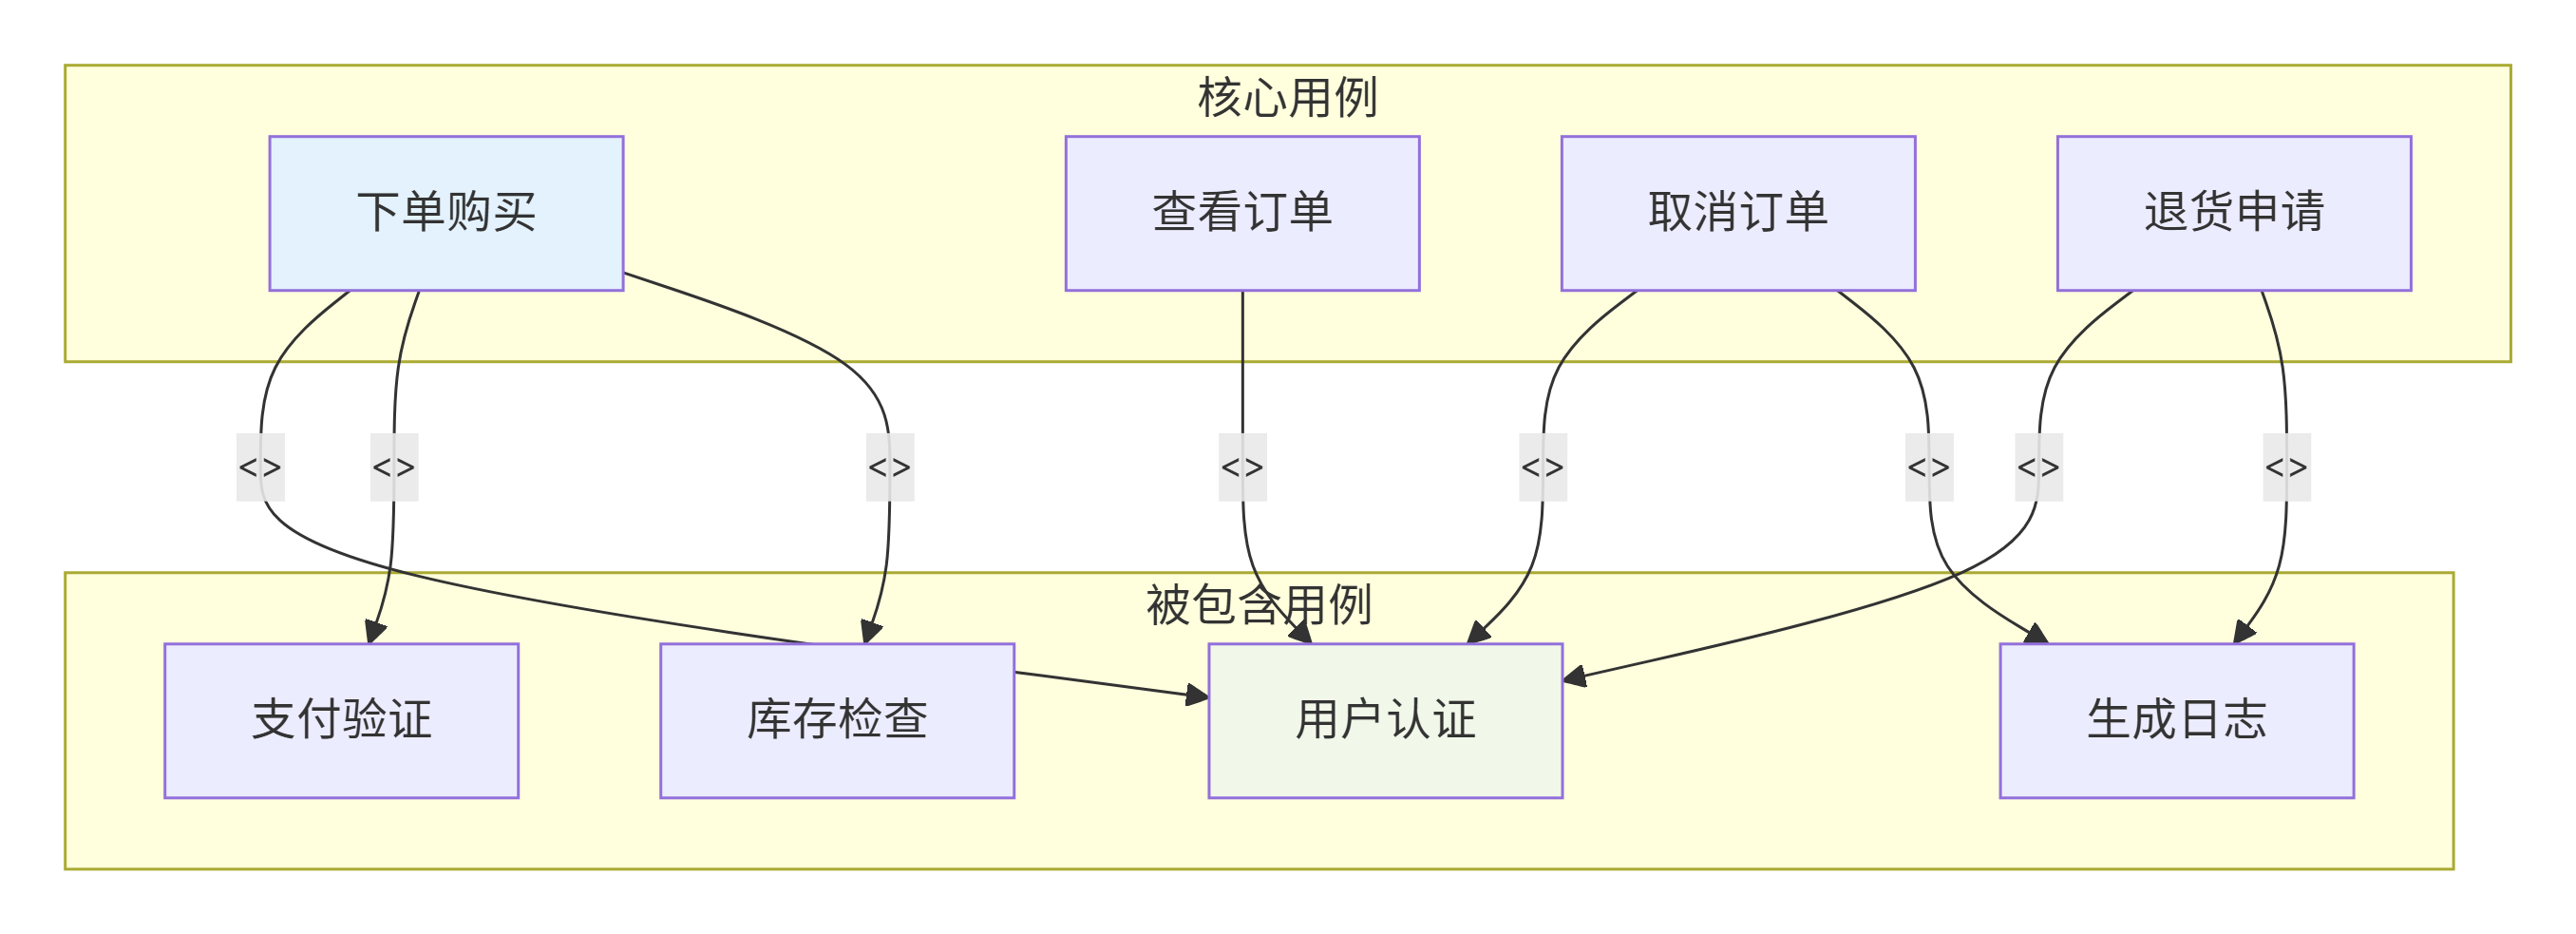 核心用例
下单购买
查看订单
取消订单
退货申请
<>
<>
<>
<>
<>
<>
<>
<>
被包含用例
支付验证
库存检查
用户认证
生成日志